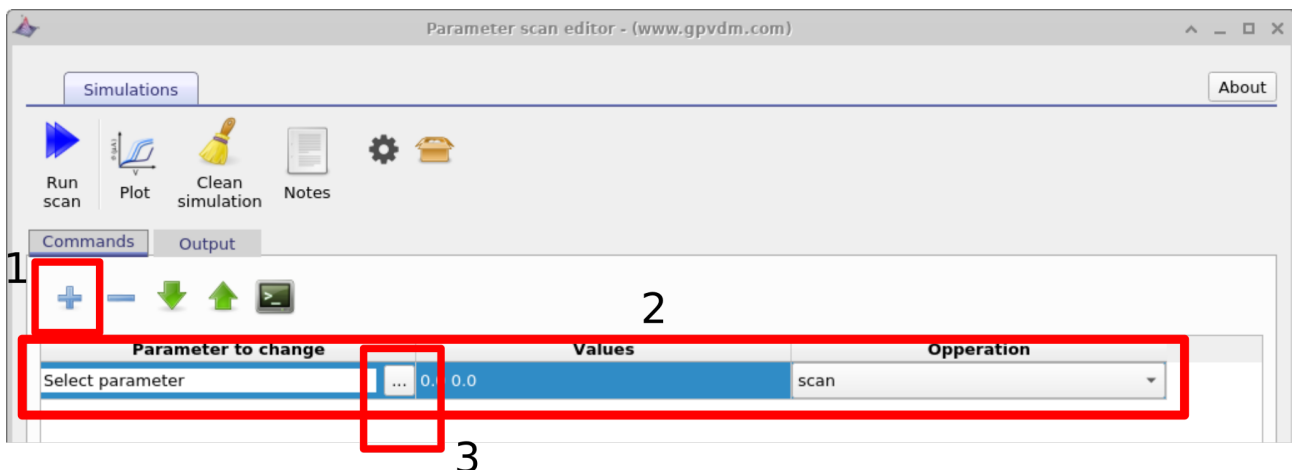 Parameter scan editor - (www.gpvdm.com)
Simulations
About
Run
scan
Plot
Clean
simulation
Notes
Commands
Output
1
2
Parameter to change
Values
Opperation
Select parameter
...
0.0
scan
3